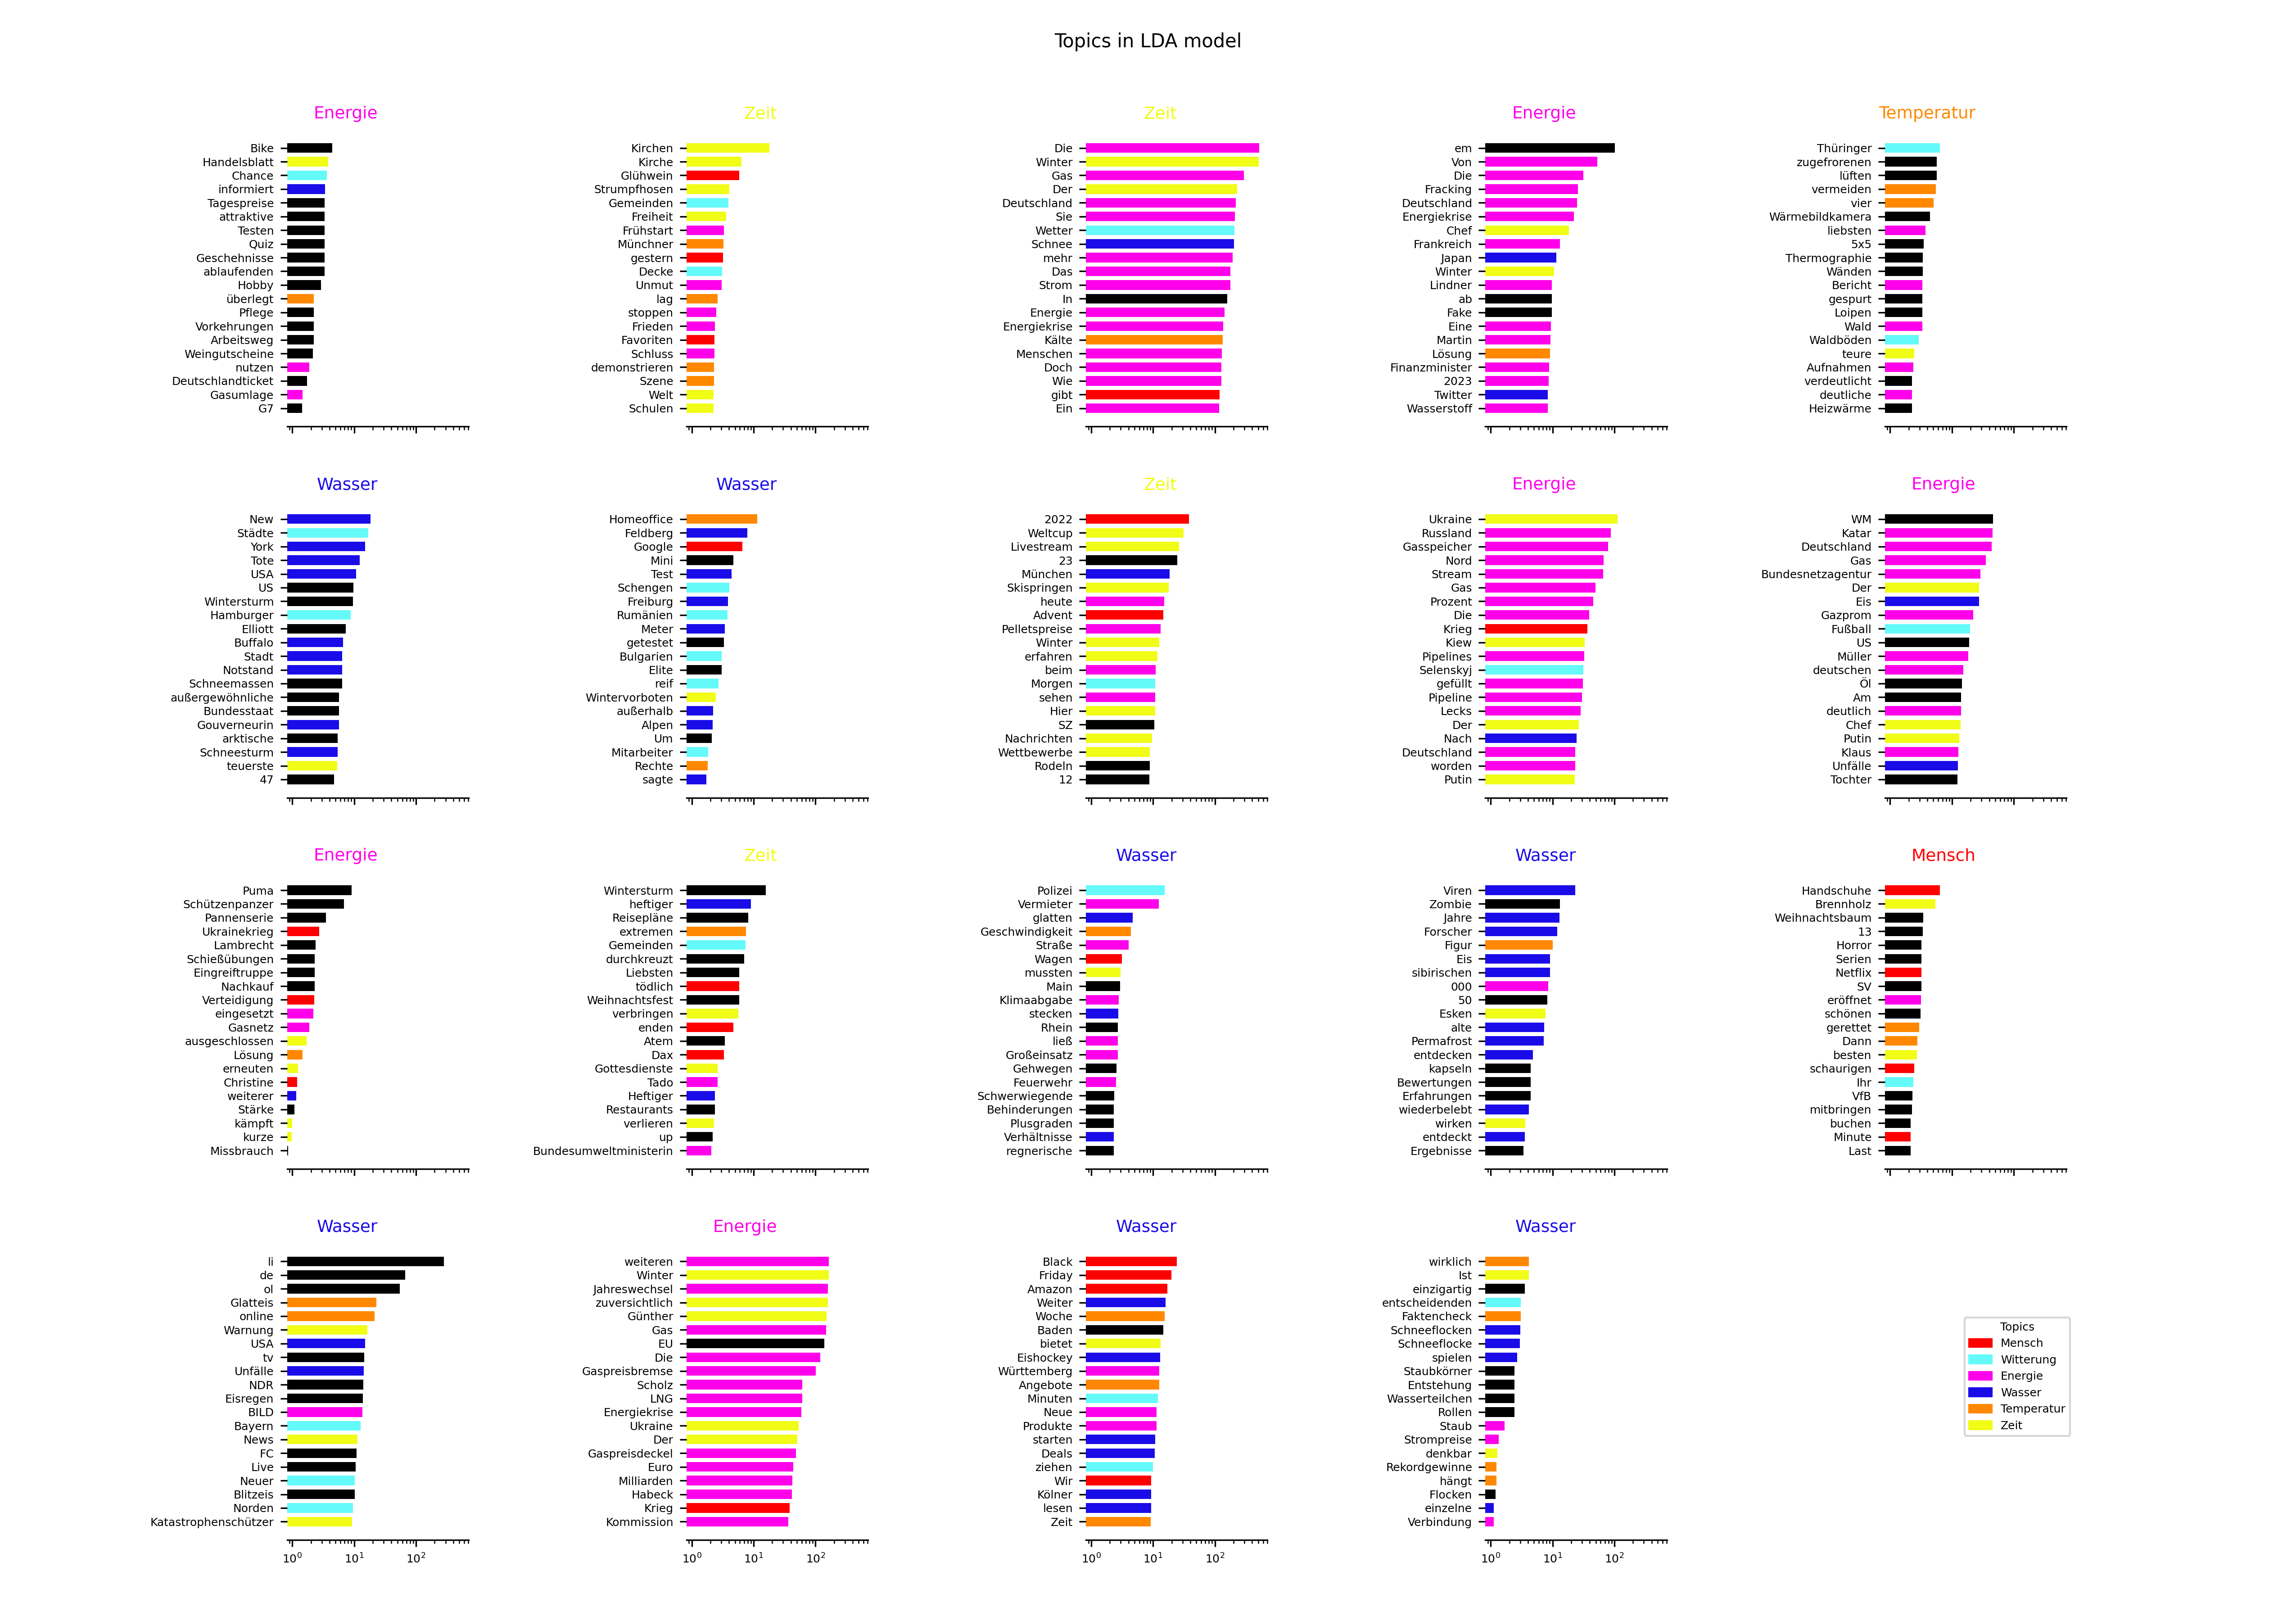 Topics in LDA model
Energie
Bike
Handelsblatt
Chance
informiert
Tagespreise
attraktive
Testen
Quiz
Geschehnisse
ablaufenden
Hobby
überlegt
Pflege
Vorkehrungen
Arbeitsweg
Weingutscheine
nutzen
Deutschlandticket
Gasumlage
G7
Zeit
Kirchen
Kirche
Glühwein
Strumpfhosen
Gemeinden
Freiheit
Frühstart
Münchner
gestern
Decke
Unmut
lag
stoppen
Frieden
Favoriten
Schluss
demonstrieren
Szene
Welt
Schulen
Zeit
Die
Winter
Gas
Der
Deutschland
Sie
Wetter
Schnee
mehr
Das
Strom
In
Energie
Energiekrise
Kälte
Menschen
Doch
Wie
gibt
Ein
Energie
em
Von
Die
Fracking
Deutschland
Energiekrise
Chef
Frankreich
Japan
Winter
Lindner
ab
Fake
Eine
Martin
Lösung
Finanzminister
2023
Twitter
Wasserstoff
Temperatur
Thüringer
zugefrorenen
lüften
vermeiden
vier
Wärmebildkamera
liebsten
5x5
Thermographie
Wänden
Bericht
gespurt
Loipen
Wald
Waldböden
teure
Aufnahmen
verdeutlicht
deutliche
Heizwärme
Wasser
New
Städte
York
Tote
USA
US
Wintersturm
Hamburger
Elliott
Buffalo
Stadt
Notstand
Schneemassen
außergewöhnliche
Bundesstaat
Gouverneurin
arktische
Schneesturm
teuerste
47
Wasser
Homeoffice
Feldberg
Google
Mini
Test
Schengen
Freiburg
Rumänien
Meter
getestet
Bulgarien
Elite
reif
Wintervorboten
außerhalb
Alpen
Um
Mitarbeiter
Rechte
sagte
Zeit
2022
Weltcup
Livestream
23
München
Skispringen
heute
Advent
Pelletspreise
Winter
erfahren
beim
Morgen
sehen
Hier
SZ
Nachrichten
Wettbewerbe
Rodeln
12
Energie
Ukraine
Russland
Gasspeicher
Nord
Stream
Gas
Prozent
Die
Krieg
Kiew
Pipelines
Selenskyj
gefüllt
Pipeline
Lecks
Der
Nach
Deutschland
worden
Putin
Energie
WM
Katar
Deutschland
Gas
Bundesnetzagentur
Der
Eis
Gazprom
Fußball
US
Müller
deutschen
Öl
Am
deutlich
Chef
Putin
Klaus
Unfälle
Tochter
Energie
Puma
Schützenpanzer
Pannenserie
Ukrainekrieg
Lambrecht
Schießübungen
Eingreiftruppe
Nachkauf
Verteidigung
eingesetzt
Gasnetz
ausgeschlossen
Lösung
erneuten
Christine
weiterer
Stärke
kämpft
kurze
Missbrauch
Zeit
Wintersturm
heftiger
Reisepläne
extremen
Gemeinden
durchkreuzt
Liebsten
tödlich
Weihnachtsfest
verbringen
enden
Atem
Dax
Gottesdienste
Tado
Heftiger
Restaurants
verlieren
up
Bundesumweltministerin
Wasser
Polizei
Vermieter
glatten
Geschwindigkeit
Straße
Wagen
mussten
Main
Klimaabgabe
stecken
Rhein
ließ
Großeinsatz
Gehwegen
Feuerwehr
Schwerwiegende
Behinderungen
Plusgraden
Verhältnisse
regnerische
Wasser
Viren
Zombie
Jahre
Forscher
Figur
Eis
sibirischen
000
50
Esken
alte
Permafrost
entdecken
kapseln
Bewertungen
Erfahrungen
wiederbelebt
wirken
entdeckt
Ergebnisse
Mensch
Handschuhe
Brennholz
Weihnachtsbaum
13
Horror
Serien
Netflix
SV
eröffnet
schönen
gerettet
Dann
besten
schaurigen
Ihr
VfB
mitbringen
buchen
Minute
Last
Wasser
li
de
ol
Glatteis
online
Warnung
USA
tv
Unfälle
NDR
Eisregen
BILD
Bayern
News
FC
Live
Neuer
Blitzeis
Norden
Katastrophenschützer
10⁰ 10¹ 10²
Energie
weiteren
Winter
Jahreswechsel
zuversichtlich
Günther
Gas
EU
Die
Gaspreisbremse
Scholz
LNG
Energiekrise
Ukraine
Der
Gaspreisdeckel
Euro
Milliarden
Habeck
Krieg
Kommission
10⁰ 10¹ 10²
Wasser
Black
Friday
Amazon
Weiter
Woche
Baden
bietet
Eishockey
Württemberg
Angebote
Minuten
Neue
Produkte
starten
Deals
ziehen
Wir
Kölner
lesen
Zeit
10⁰ 10¹ 10²
Wasser
wirklich
Ist
einzigartig
entscheidenden
Faktencheck
Schneeflocken
Schneeflocke
spielen
Staubkörner
Entstehung
Wasserteilchen
Rollen
Staub
Strompreise
denkbar
Rekordgewinne
hängt
Flocken
einzelne
Verbindung
10⁰ 10¹ 10²
Topics
Mensch
Witterung
Energie
Wasser
Temperatur
Zeit